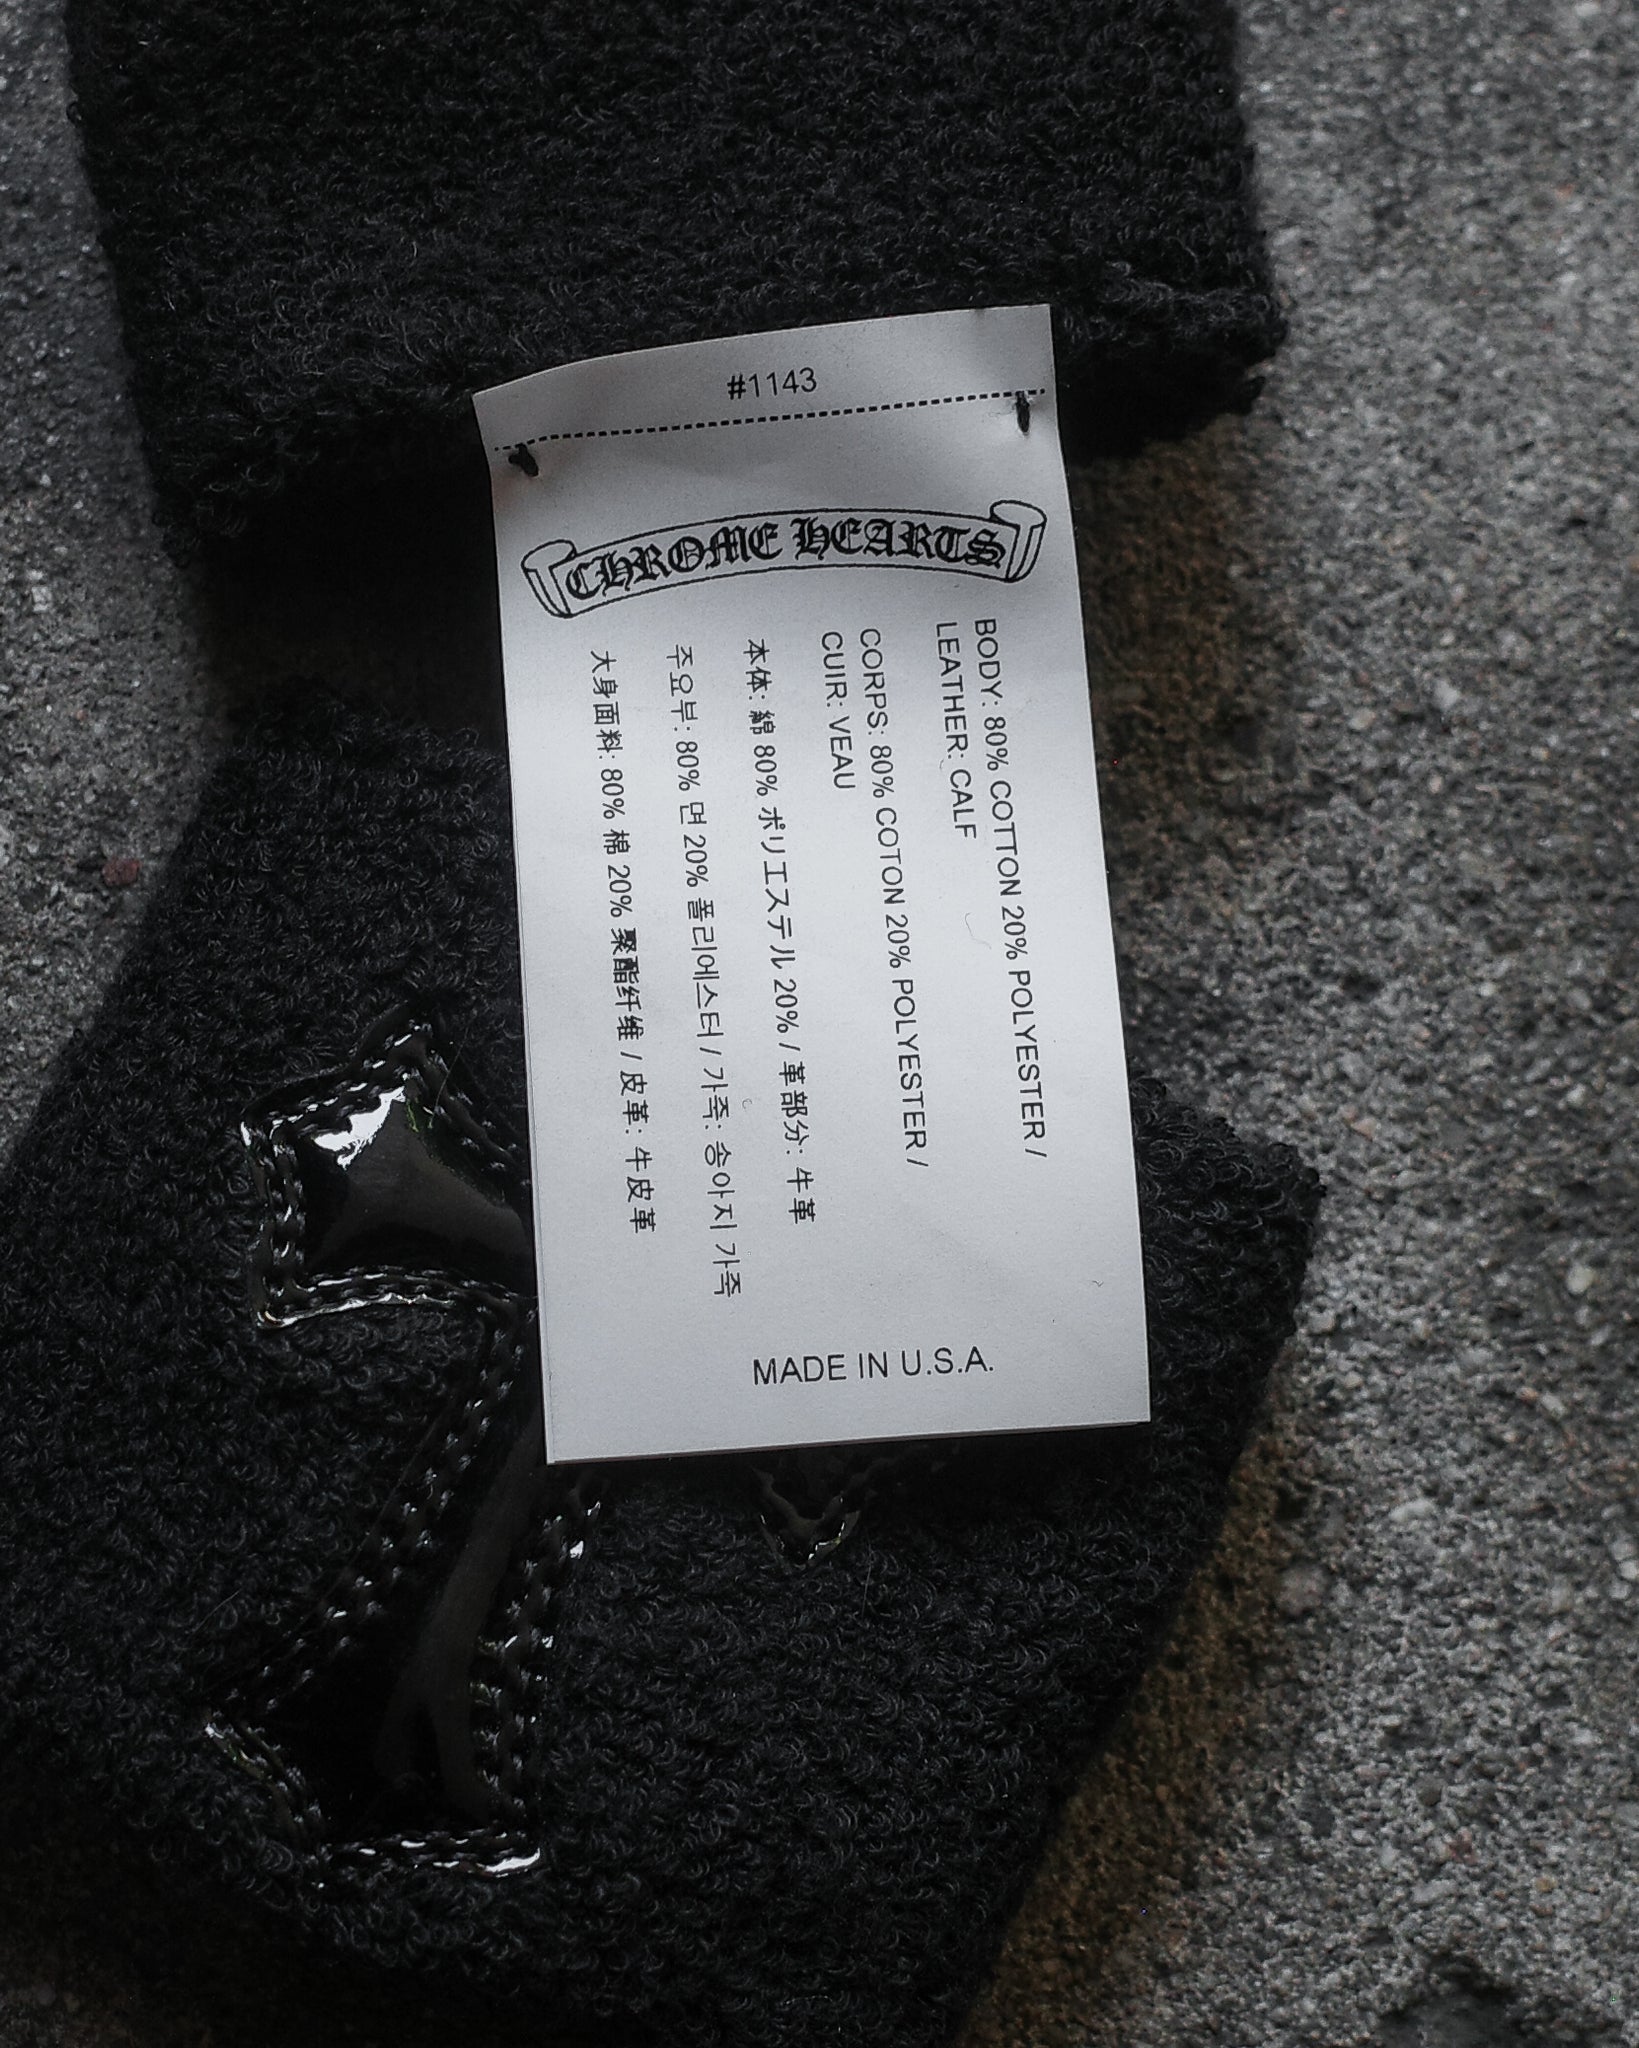 #1143
CHROME HEARTS
BODY: 80% COTTON 20% POLYESTER /
LEATHER: CALF
CORPS: 80% COTON 20% POLYESTER /
CUIR: VEAU
本体: 綿 80% ポリエステル 20% / 革部分: 牛革
주요부: 80% 면 20% 폴리에스터 / 가죽: 송아지 가죽
大身面料: 80% 棉 20% 聚酯纤维 / 皮革: 牛皮革
MADE IN U.S.A.